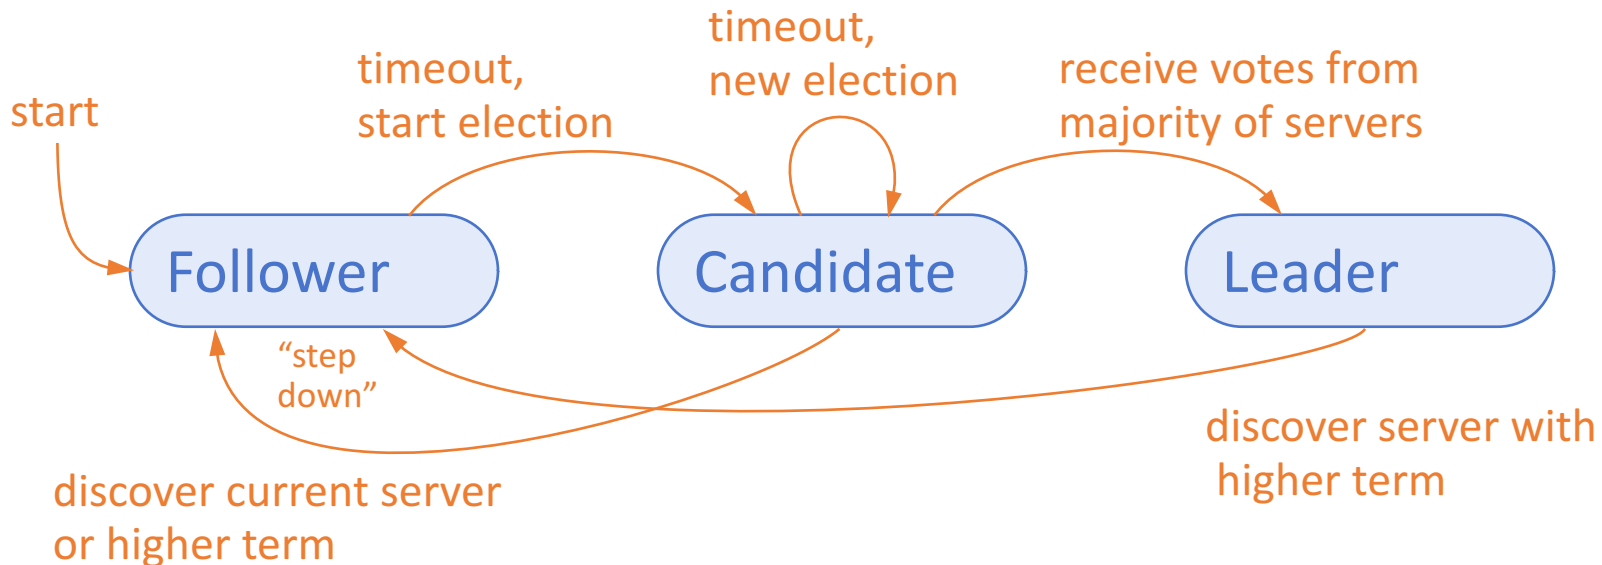 start
timeout,
start election
timeout,
new election
receive votes from
majority of servers
Follower
Candidate
Leader
“step
down”
discover current server
or higher term
discover server with
higher term